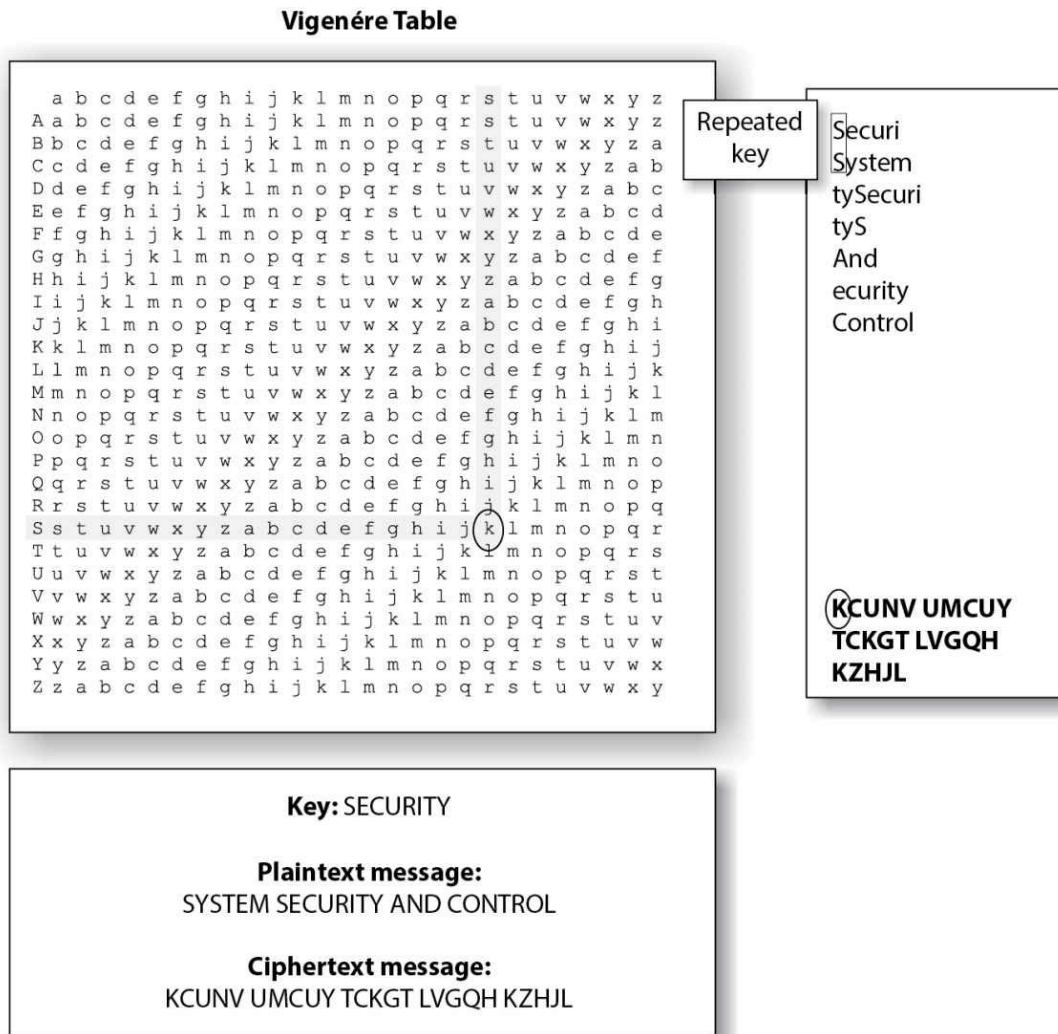 Vigenére Table
a b c d e f g h i j k l m n o p q r s t u v w x y z
A a b c d e f g h i j k l m n o p q r s t u v w x y z
B b c d e f g h i j k l m n o p q r s t u v w x y z a
C c d e f g h i j k l m n o p q r s t u v w x y z a b
D d e f g h i j k l m n o p q r s t u v w x y z a b c
E e f g h i j k l m n o p q r s t u v w x y z a b c d
F f g h i j k l m n o p q r s t u v w x y z a b c d e
G g h i j k l m n o p q r s t u v w x y z a b c d e f
H h i j k l m n o p q r s t u v w x y z a b c d e f g
I i j k l m n o p q r s t u v w x y z a b c d e f g h
J j k l m n o p q r s t u v w x y z a b c d e f g h i
K k l m n o p q r s t u v w x y z a b c d e f g h i j
L l m n o p q r s t u v w x y z a b c d e f g h i j k
M m n o p q r s t u v w x y z a b c d e f g h i j k l
N n o p q r s t u v w x y z a b c d e f g h i j k l m
O o p q r s t u v w x y z a b c d e f g h i j k l m n
P p q r s t u v w x y z a b c d e f g h i j k l m n o
Q q r s t u v w x y z a b c d e f g h i j k l m n o p
R r s t u v w x y z a b c d e f g h i j k l m n o p q
S s t u v w x y z a b c d e f g h i j k l m n o p q r
T t u v w x y z a b c d e f g h i j k l m n o p q r s
U u v w x y z a b c d e f g h i j k l m n o p q r s t
V v w x y z a b c d e f g h i j k l m n o p q r s t u
W w x y z a b c d e f g h i j k l m n o p q r s t u v
X x y z a b c d e f g h i j k l m n o p q r s t u v w
Y y z a b c d e f g h i j k l m n o p q r s t u v w x
Z z a b c d e f g h i j k l m n o p q r s t u v w x y
Repeated
key
Securi
System
tySecuri
tyS
And
ecurity
Control
KCUNV UMCUY
TCKGT LVGQH
KZHJL
Key: SECURITY
Plaintext message:
SYSTEM SECURITY AND CONTROL
Ciphertext message:
KCUNV UMCUY TCKGT LVGQH KZHJL